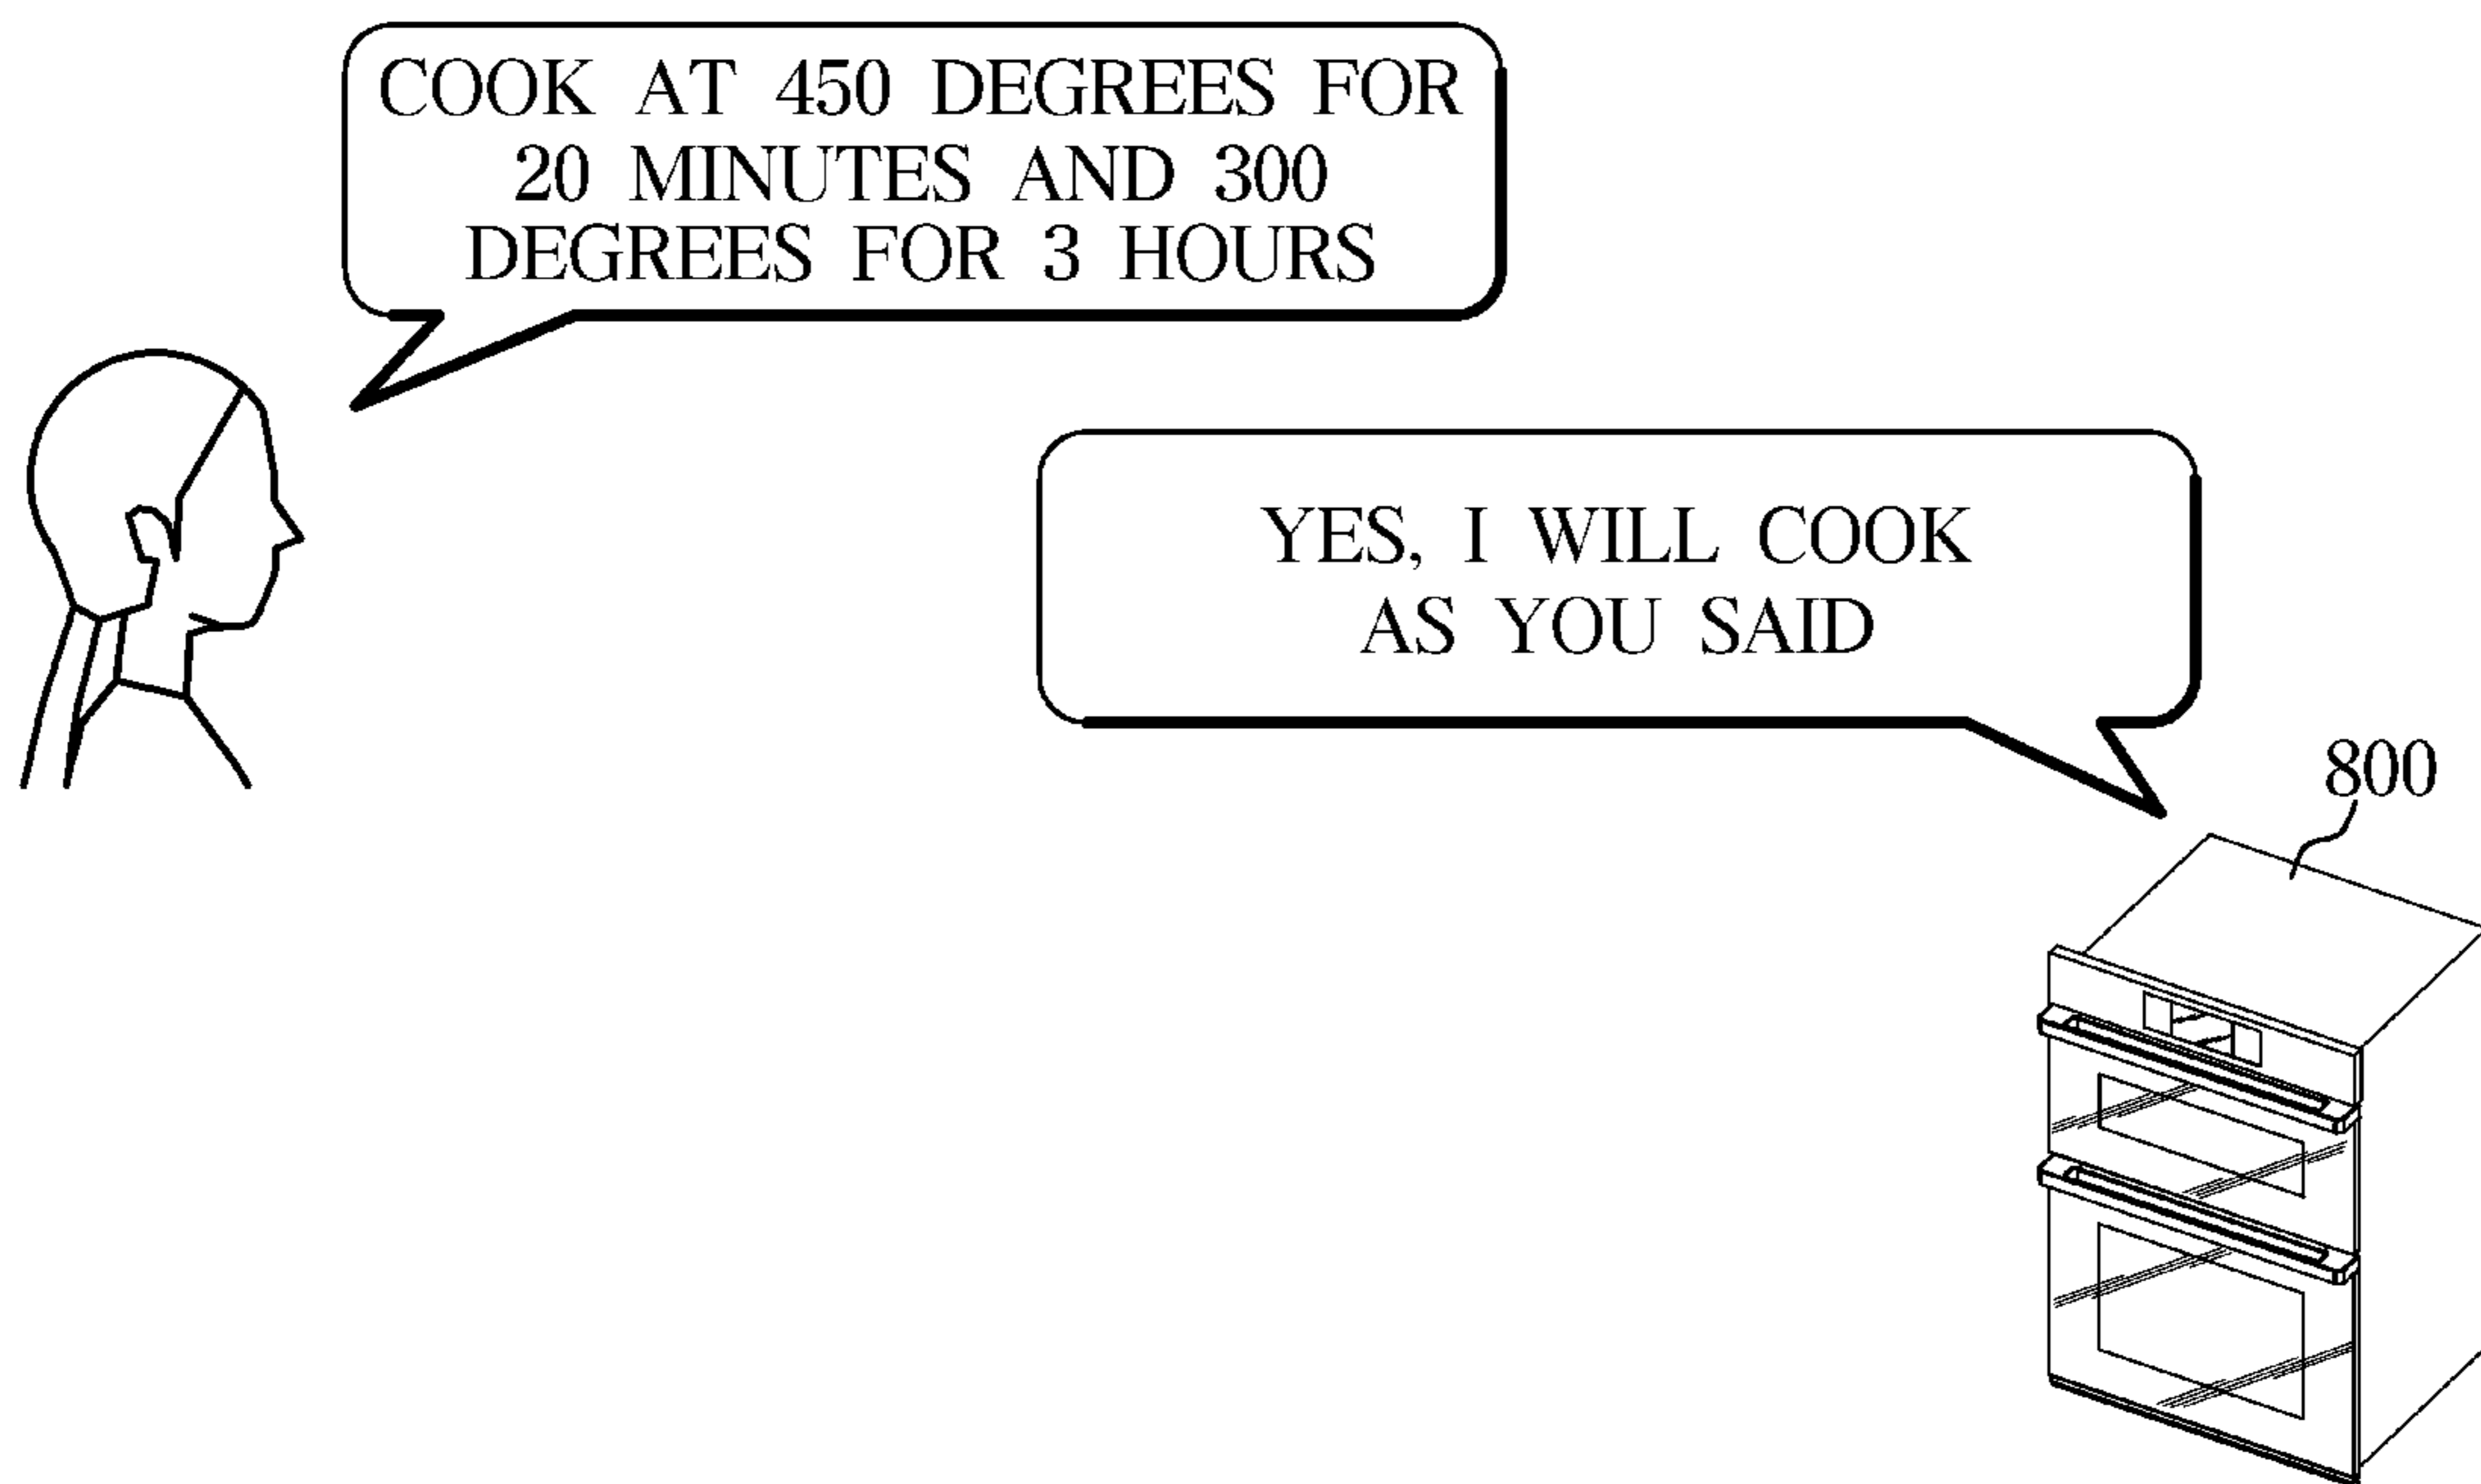 COOK AT 450 DEGREES FOR
20 MINUTES AND 300
DEGREES FOR 3 HOURS
YES, I WILL COOK
AS YOU SAID
800